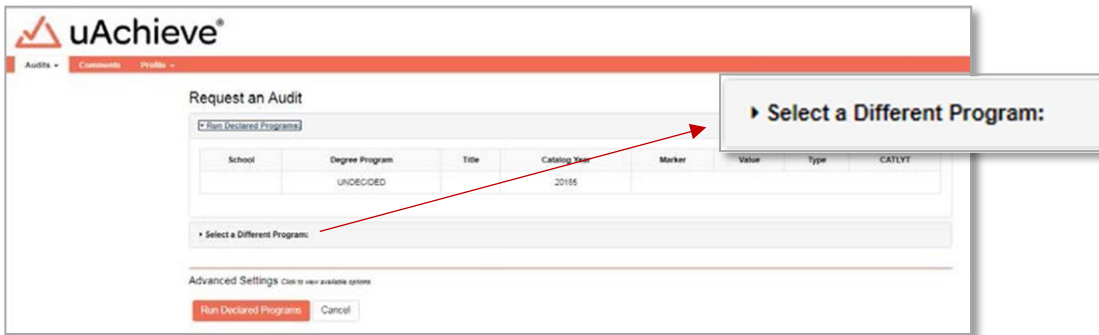 uAchieve®
Audits Comments Profile
Request an Audit
Run Declared Programs:
Select a Different Program:
School Degree Program Title Catalog Year Marker Value Type CATLYT
UNDECIDED 20185
Select a Different Program:
Advanced Settings Click to view available options
Run Declared Programs Cancel